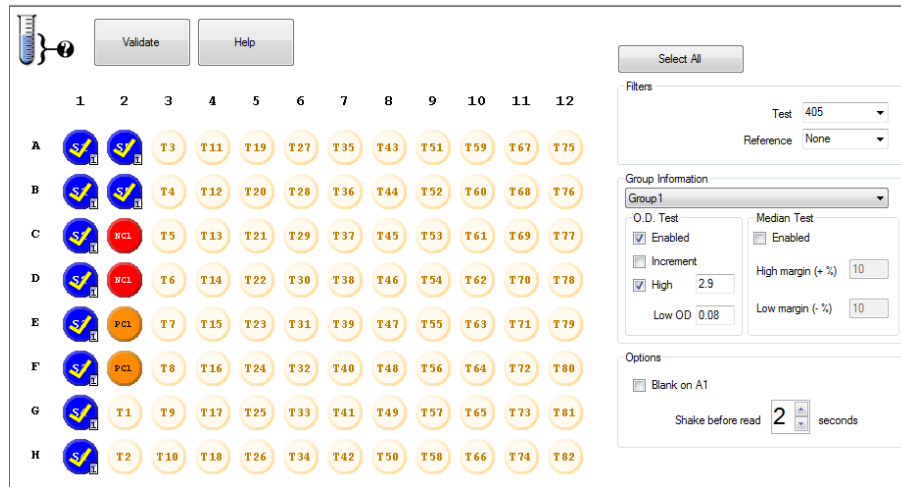 Validate Help
Select All
Filters
Test 405
Reference None
1 2 3 4 5 6 7 8 9 10 11 12
A T3 T11 T19 T27 T35 T43 T51 T59 T67 T75
B T4 T12 T20 T28 T36 T44 T52 T60 T68 T76
C NC1 T5 T13 T21 T29 T37 T45 T53 T61 T69 T77
D NC1 T6 T14 T22 T30 T38 T46 T54 T62 T70 T78
E PC1 T7 T15 T23 T31 T39 T47 T55 T63 T71 T79
F PC1 T8 T16 T24 T32 T40 T48 T56 T64 T72 T80
G T1 T9 T17 T25 T33 T41 T49 T57 T65 T73 T81
H T2 T10 T18 T26 T34 T42 T50 T58 T66 T74 T82
Group Information
Group1
O.D. Test
Enabled
Increment
High 2.9
Low OD 0.08
Median Test
Enabled
High margin (+ %) 10
Low margin (- %) 10
Options
Blank on A1
Shake before read 2 seconds